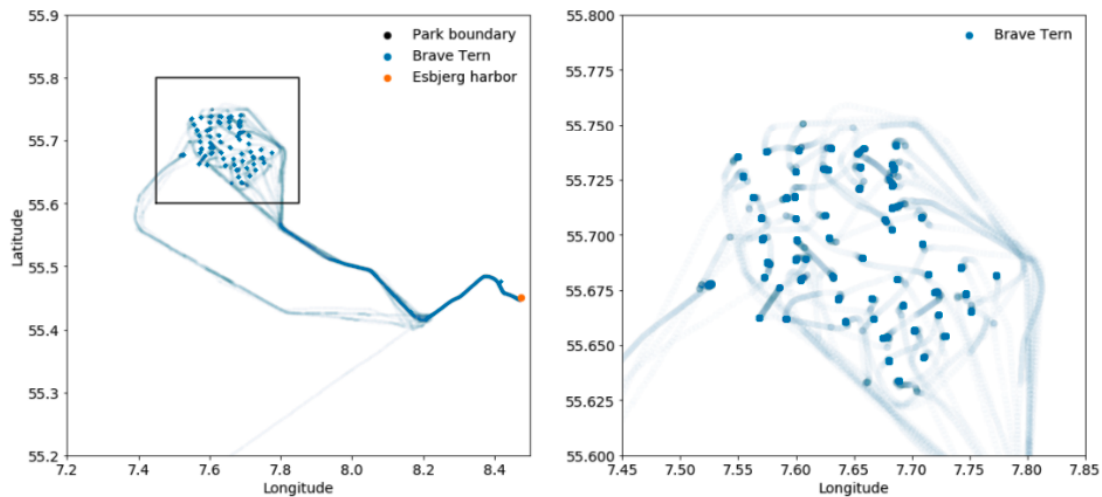 55.9
55.8
55.7
55.6
55.5
55.4
55.3
55.2
Latitude
7.2 7.4 7.6 7.8 8.0 8.2 8.4
Longitude
Park boundary
Brave Tern
Esbjerg harbor
55.800
55.775
55.750
55.725
55.700
55.675
55.650
55.625
55.600
7.45 7.50 7.55 7.60 7.65 7.70 7.75 7.80 7.85
Longitude
Brave Tern